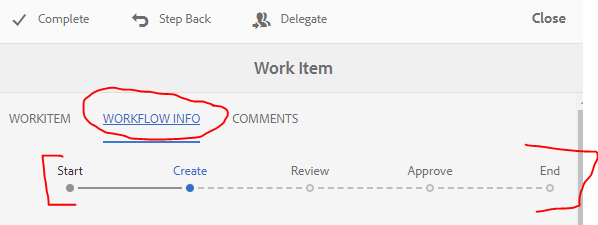 Complete Step Back Delegate Close
Work Item
WORKITEM WORKFLOW INFO COMMENTS
Start Create Review Approve End